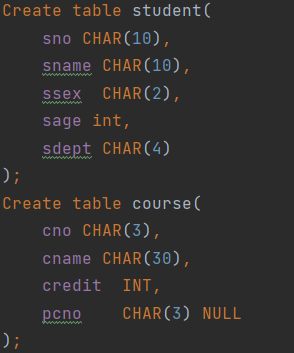 Create table student(
    sno CHAR(10),
    sname CHAR(10),
    ssex  CHAR(2),
    sage int,
    sdept CHAR(4)
);
Create table course(
    cno CHAR(3),
    cname CHAR(30),
    credit  INT,
    pcno    CHAR(3) NULL
);